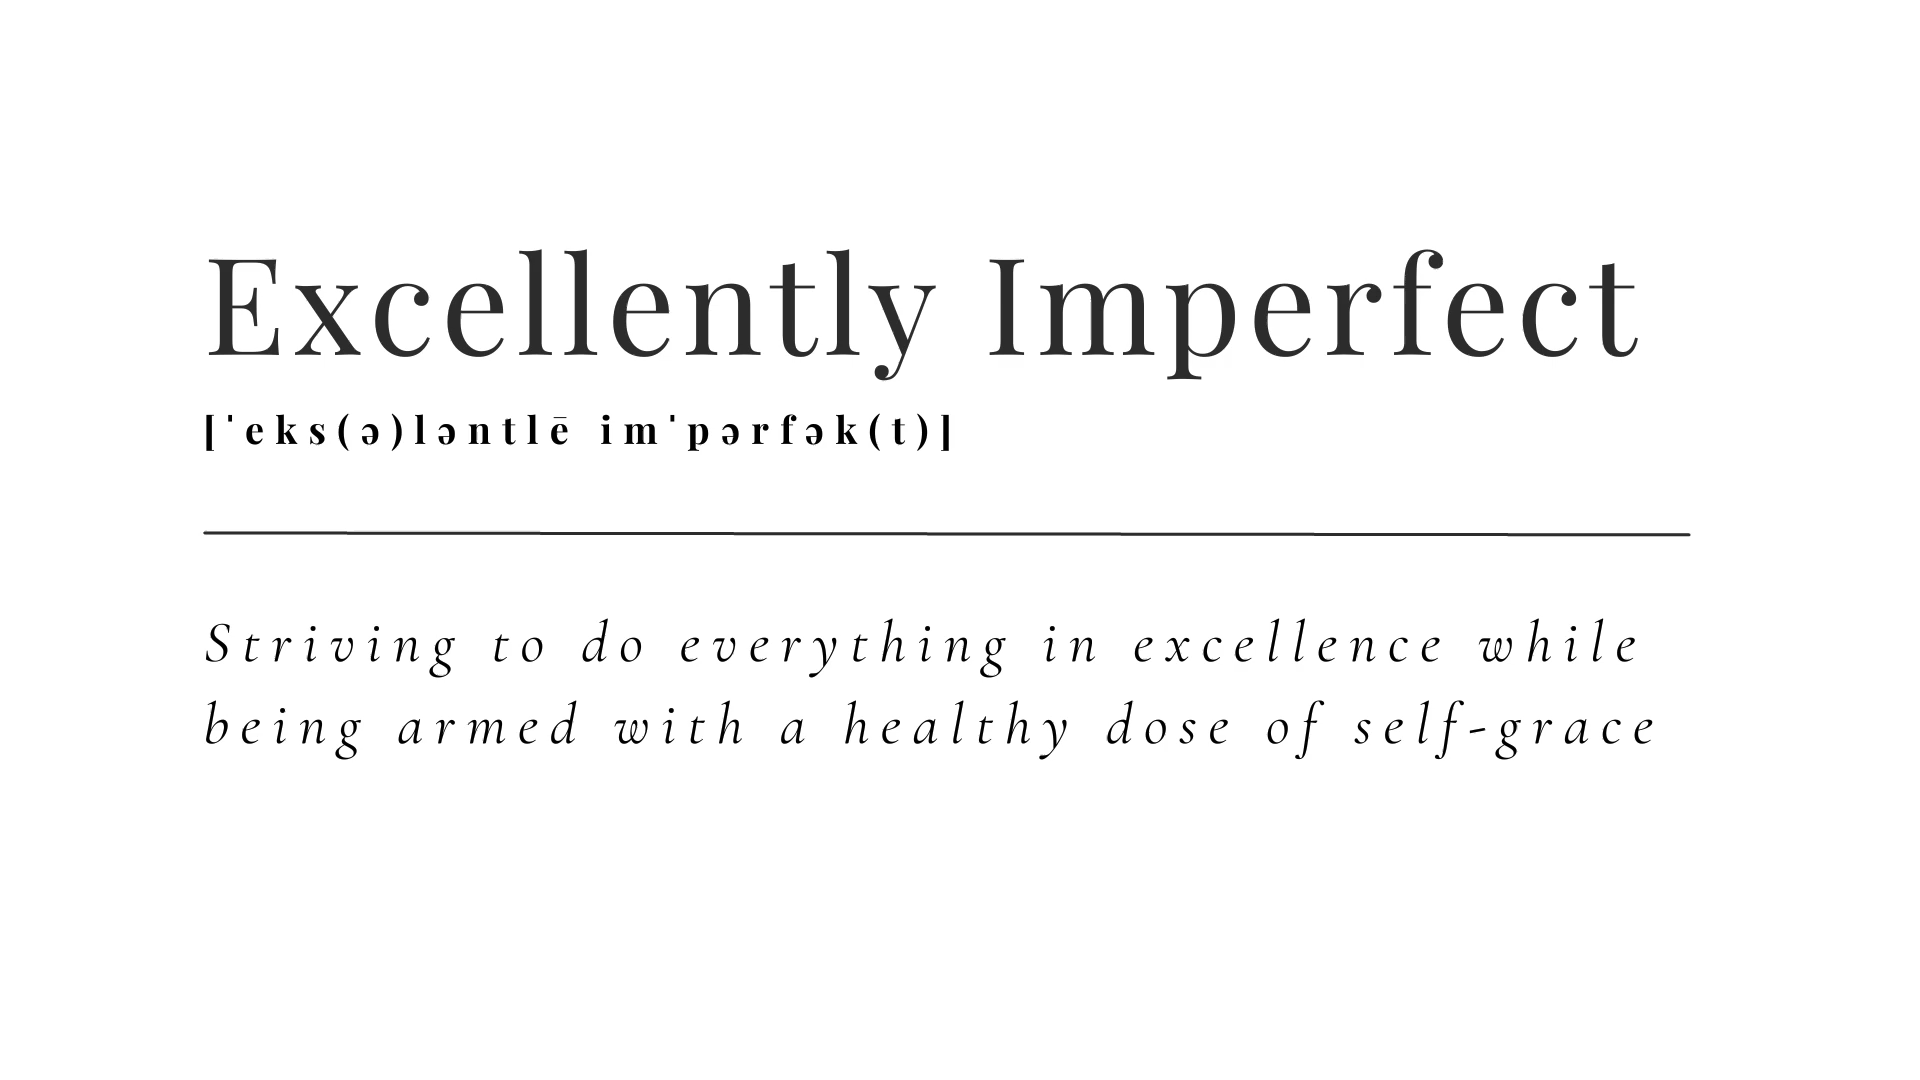 Excellently Imperfect
[ˈeks(ə)ləntlē imˈpərfək(t)]
Striving to do everything in excellence while
being armed with a healthy dose of self-grace